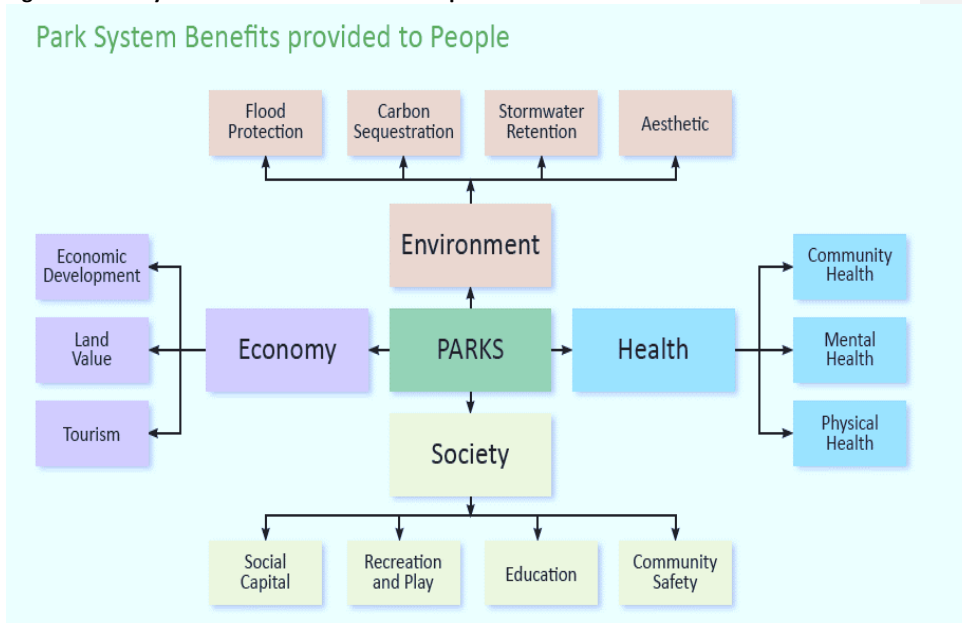 Park System Benefits provided to People
Flood
Protection
Carbon
Sequestration
Stormwater
Retention
Aesthetic
Environment
Economic
Development
Land
Value
Tourism
Economy
PARKS
Health
Community
Health
Mental
Health
Physical
Health
Society
Social
Capital
Recreation
and Play
Education
Community
Safety